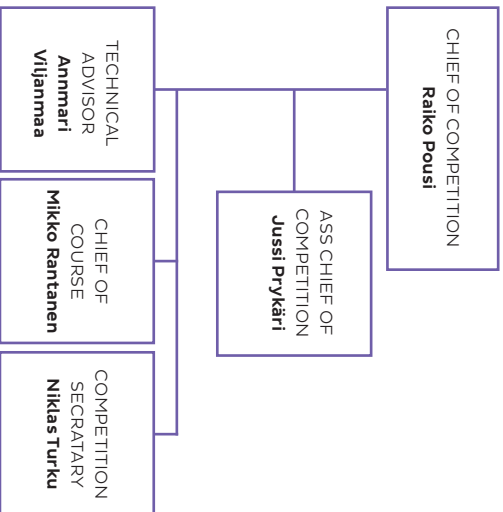 CHIEF OF COMPETITION
Raiko Pousi
ASS CHIEF OF
COMPETITION
Jussi Prykäri
TECHNICAL
ADVISOR
Annmari
Viljanmaa
CHIEF OF
COURSE
Mikko Rantanen
COMPETITION
SECRATARY
Niklas Turku